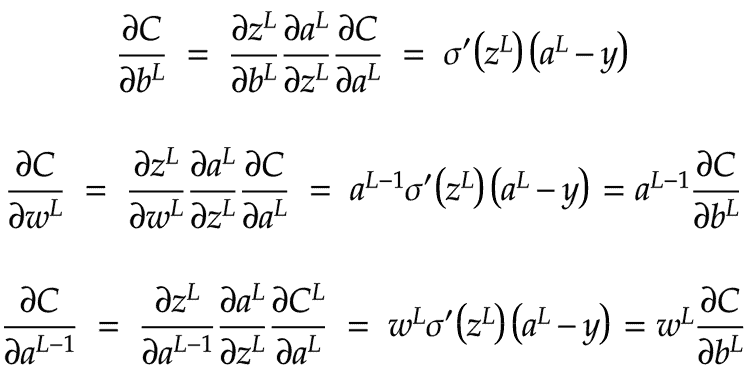 ∂C/∂b^L = ∂z^L/∂b^L ∂a^L/∂z^L ∂C/∂a^L = σ′(z^L)(a^L − y)
∂C/∂w^L = ∂z^L/∂w^L ∂a^L/∂z^L ∂C/∂a^L = a^{L−1}σ′(z^L)(a^L − y) = a^{L−1} ∂C/∂b^L
∂C/∂a^{L−1} = ∂z^L/∂a^{L−1} ∂a^L/∂z^L ∂C^L/∂a^L = w^Lσ′(z^L)(a^L − y) = w^L ∂C/∂b^L